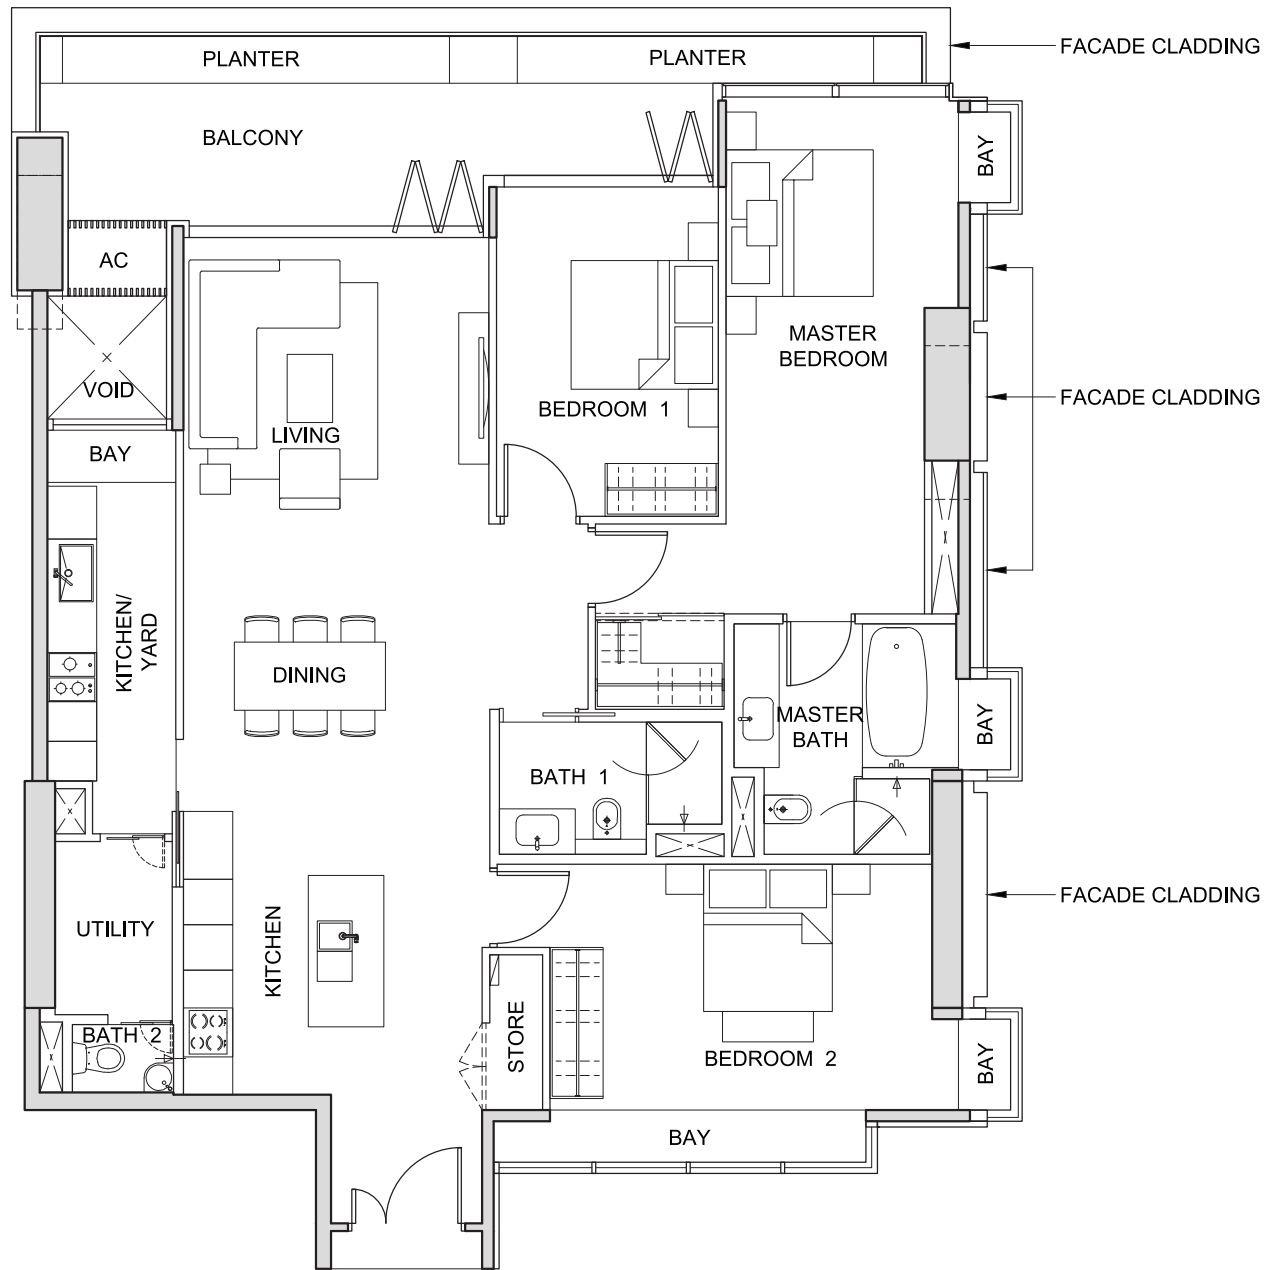 FACADE CLADDING
PLANTER
PLANTER
BALCONY
BAY
AC
MASTER
BEDROOM
VOID
FACADE CLADDING
BEDROOM 1
LIVING
BAY
KITCHEN/
YARD
DINING
MASTER
BATH
BAY
BATH 1
FACADE CLADDING
UTILITY
KITCHEN
BATH 2
STORE
BEDROOM 2
BAY
BAY